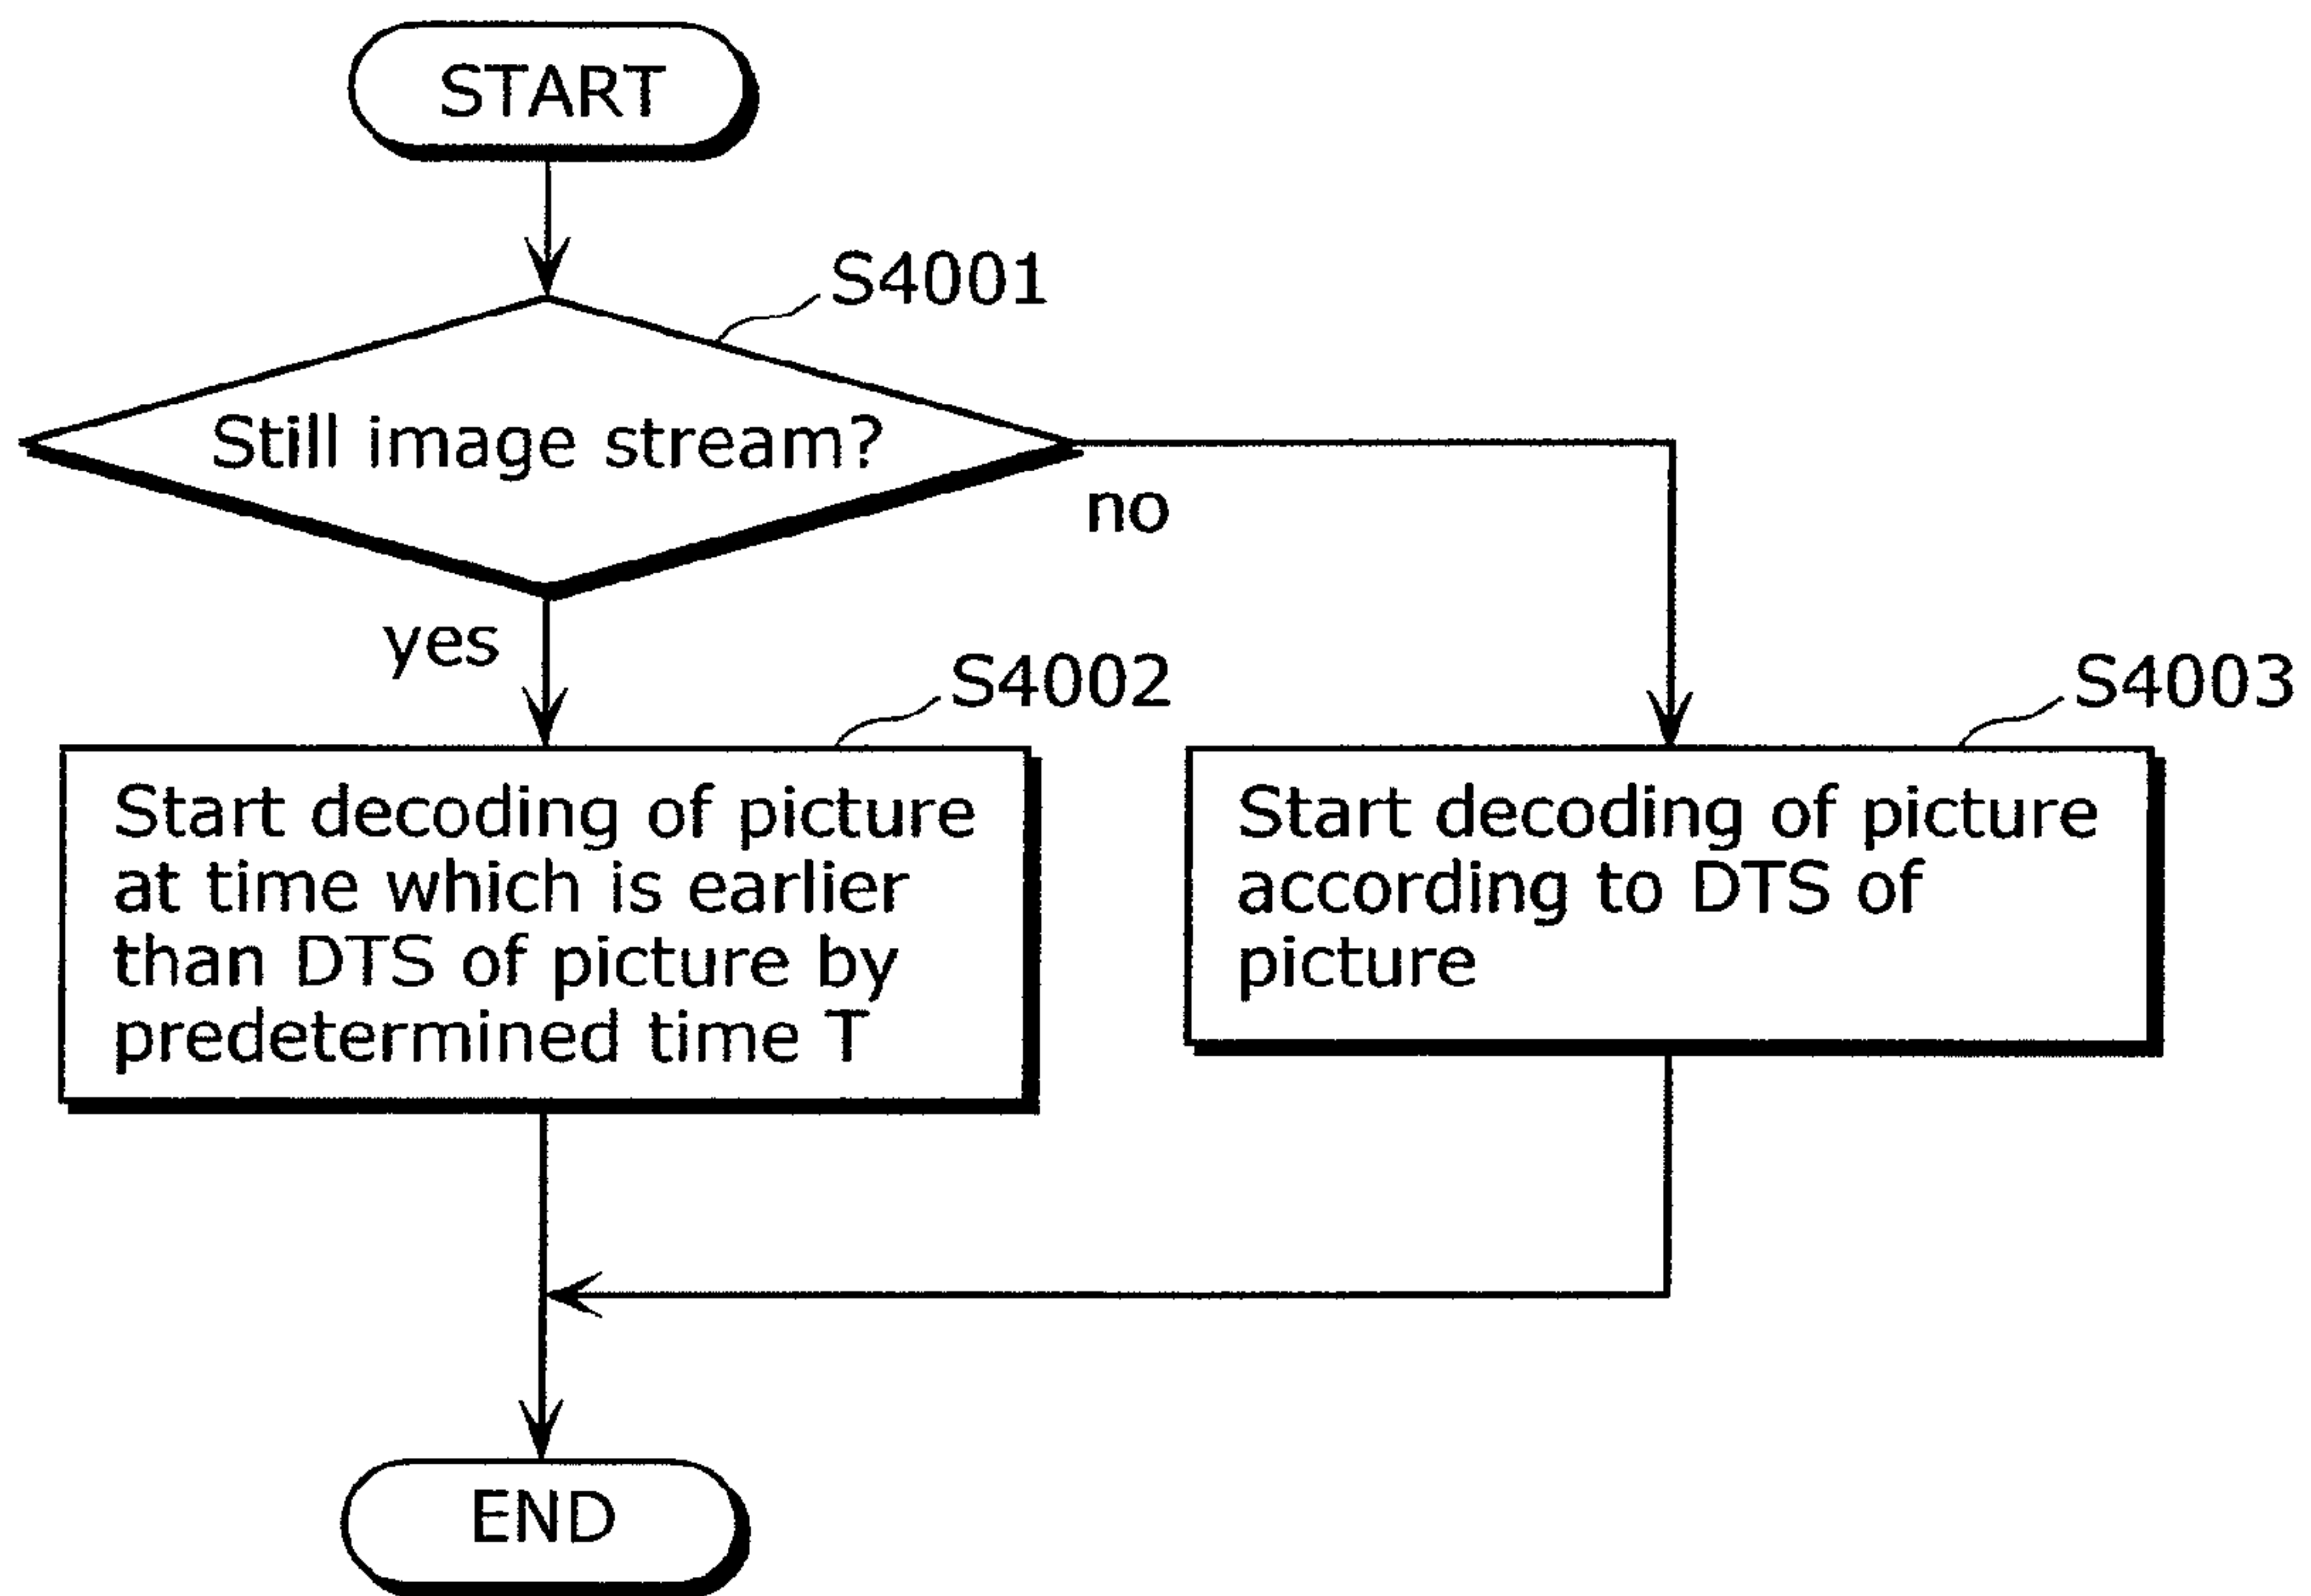 START
S4001
Still image stream?
no
yes
S4002
S4003
Start decoding of picture
at time which is earlier
than DTS of picture by
predetermined time T
Start decoding of picture
according to DTS of
picture
END